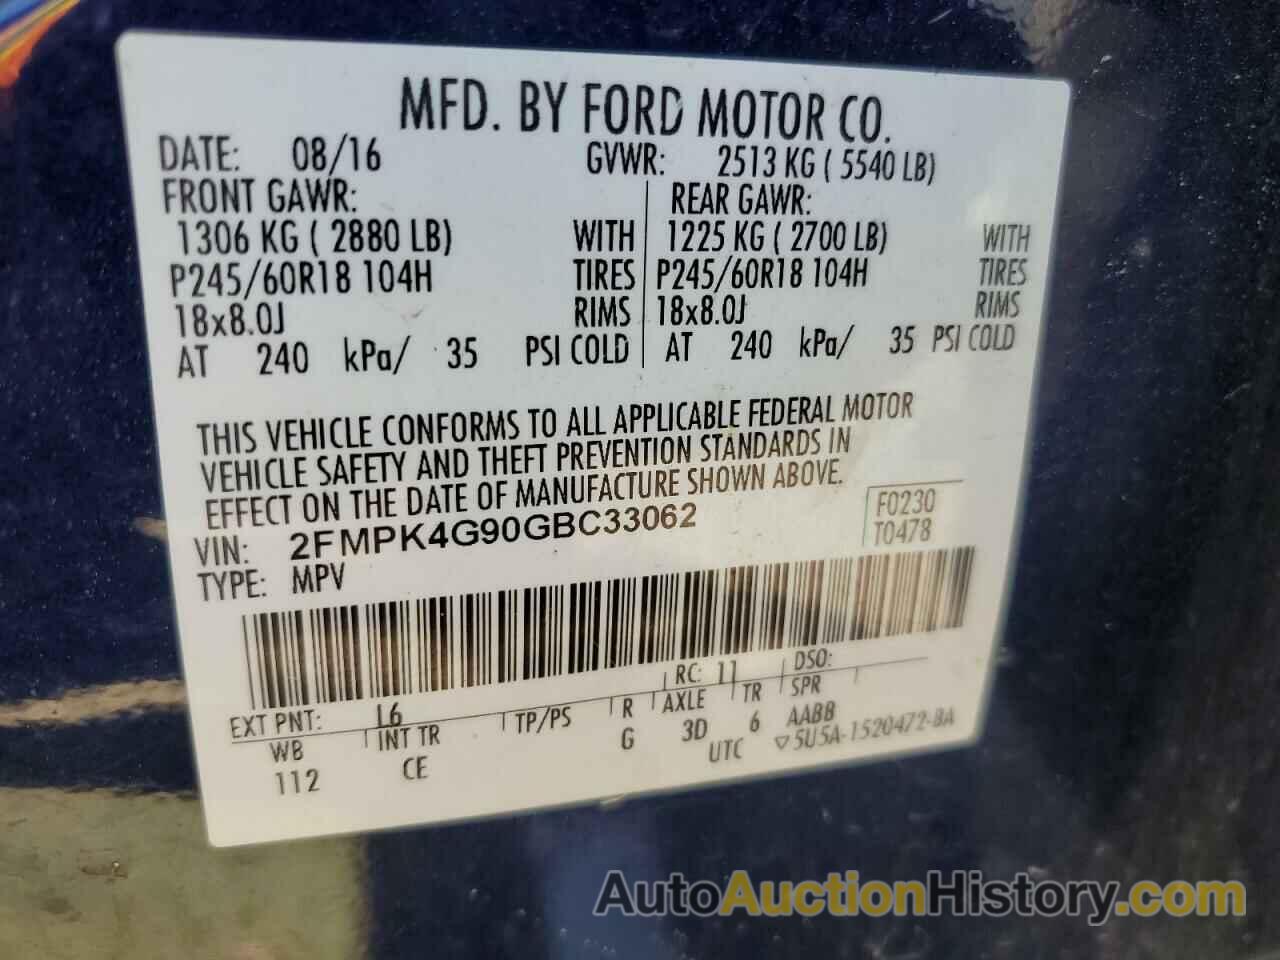 MFD. BY FORD MOTOR CO.
DATE: 08/16 GVWR: 2513 KG ( 5540 LB)
FRONT GAWR: REAR GAWR:
1306 KG ( 2880 LB) WITH 1225 KG ( 2700 LB) WITH
P245/60R18 104H TIRES P245/60R18 104H TIRES
18x8.0J RIMS 18x8.0J RIMS
AT 240 kPa/ 35 PSI COLD AT 240 kPa/ 35 PSI COLD
THIS VEHICLE CONFORMS TO ALL APPLICABLE FEDERAL MOTOR
VEHICLE SAFETY AND THEFT PREVENTION STANDARDS IN
EFFECT ON THE DATE OF MANUFACTURE SHOWN ABOVE.
F0230
VIN: 2FMPK4G90GBC33062
T0478
TYPE: MPV
EXT PNT: L6 RC: 11 DSO:
WB INT TR TP/PS R AXLE TR SPR
112 CE G 3D 6 AABB
UTC ▽5U5A-1520472-BA
AutoAuctionHistory.com